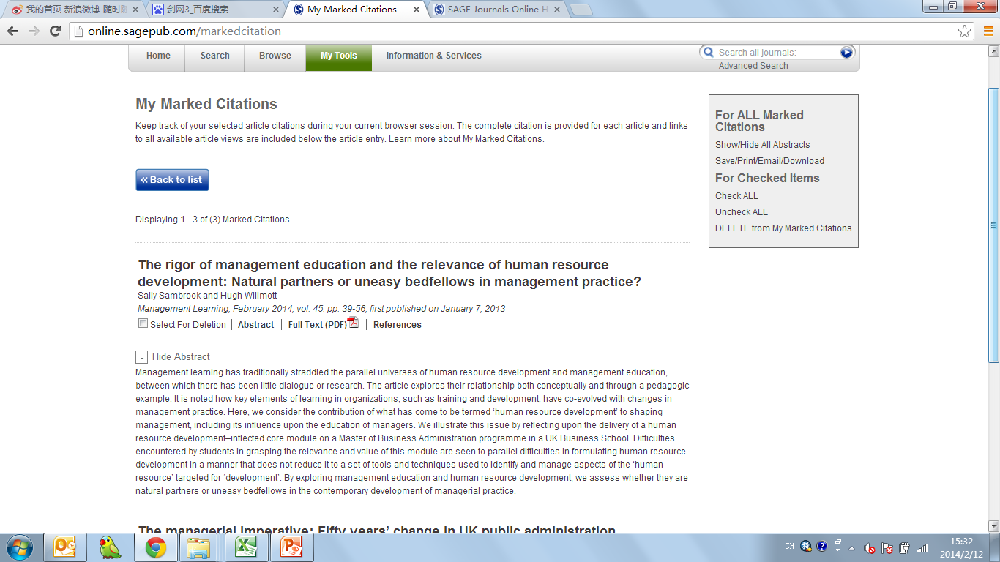 我的首页 新浪微博-随时随
剑网3_百度搜索
My Marked Citations
SAGE Journals Online H
online.sagepub.com/markedcitation
Home
Search
Browse
My Tools
Information & Services
Search all journals:
Advanced Search
My Marked Citations
Keep track of your selected article citations during your current browser session. The complete citation is provided for each article and links
to all available article views are included below the article entry. Learn more about My Marked Citations.
« Back to list
Displaying 1 - 3 of (3) Marked Citations
For ALL Marked
Citations
Show/Hide All Abstracts
Save/Print/Email/Download
For Checked Items
Check ALL
Uncheck ALL
DELETE from My Marked Citations
The rigor of management education and the relevance of human resource
development: Natural partners or uneasy bedfellows in management practice?
Sally Sambrook and Hugh Willmott
Management Learning, February 2014; vol. 45: pp. 39-56, first published on January 7, 2013
Select For Deletion | Abstract | Full Text (PDF) | References
- Hide Abstract
Management learning has traditionally straddled the parallel universes of human resource development and management education,
between which there has been little dialogue or research. The article explores their relationship both conceptually and through a pedagogic
example. It is noted how key elements of learning in organizations, such as training and development, have co-evolved with changes in
management practice. Here, we consider the contribution of what has come to be termed ‘human resource development’ to shaping
management, including its influence upon the education of managers. We illustrate this issue by reflecting upon the delivery of a human
resource development–inflected core module on a Master of Business Administration programme in a UK Business School. Difficulties
encountered by students in grasping the relevance and value of this module are seen to parallel difficulties in formulating human resource
development in a manner that does not reduce it to a set of tools and techniques used to identify and manage aspects of the ‘human
resource’ targeted for ‘development’. By exploring management education and human resource development, we assess whether they are
natural partners or uneasy bedfellows in the contemporary development of managerial practice.
The managerial imperative: Fifty years’ change in UK public administration
CH
15:32
2014/2/12